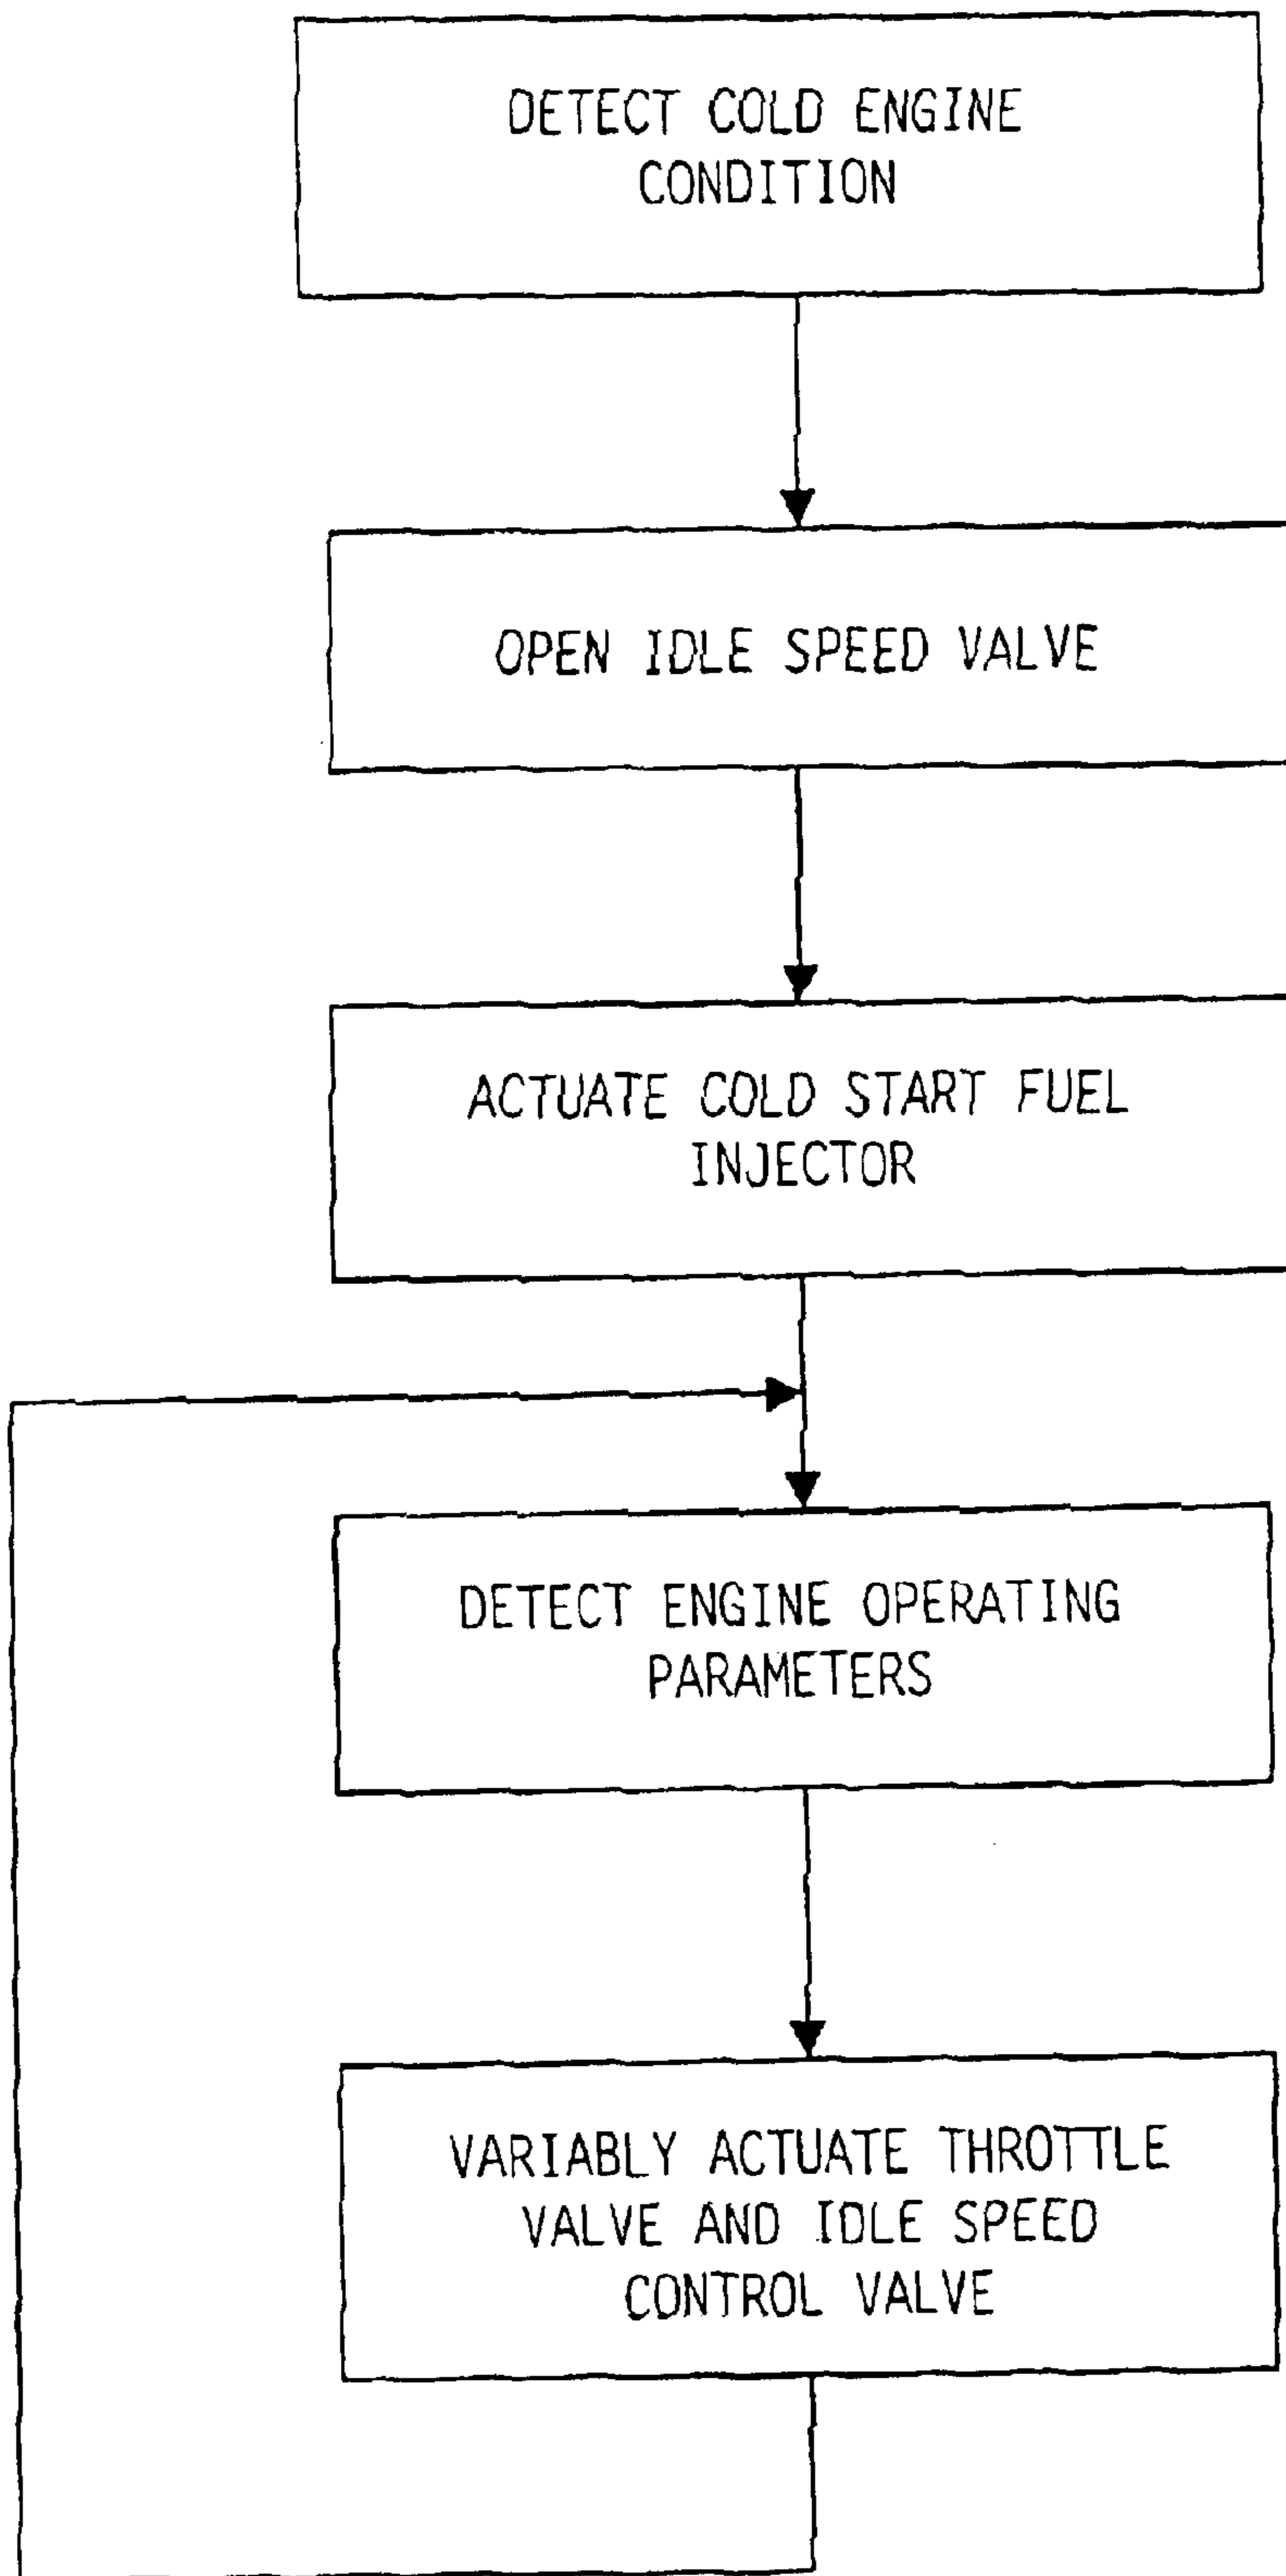 DETECT COLD ENGINE
CONDITION
OPEN IDLE SPEED VALVE
ACTUATE COLD START FUEL
INJECTOR
DETECT ENGINE OPERATING
PARAMETERS
VARIABLY ACTUATE THROTTLE
VALVE AND IDLE SPEED
CONTROL VALVE